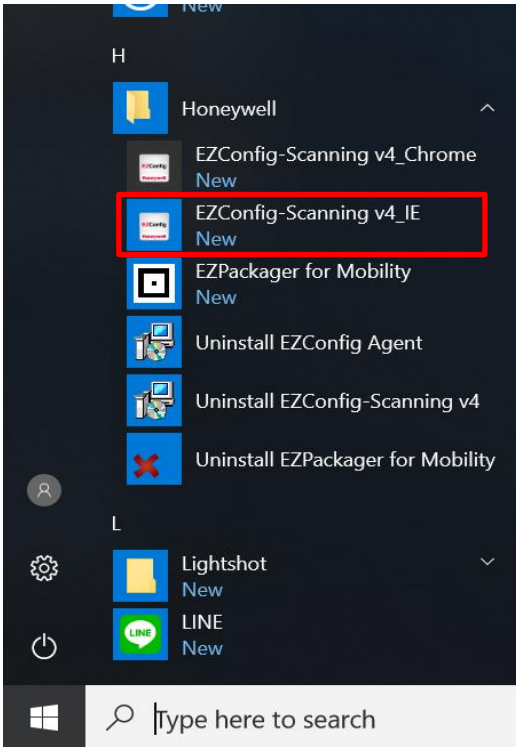 New
H
Honeywell
EZConfig-Scanning v4_Chrome
New
EZConfig-Scanning v4_IE
New
EZPackager for Mobility
New
Uninstall EZConfig Agent
Uninstall EZConfig-Scanning v4
Uninstall EZPackager for Mobility
L
Lightshot
New
LINE
LINE
New
Type here to search